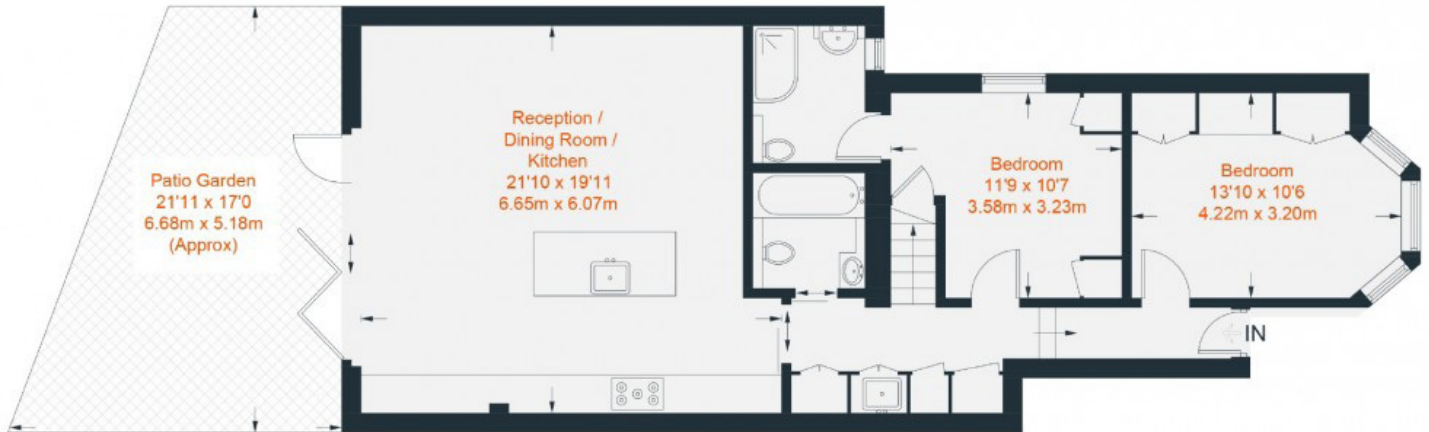 Patio Garden
21'11 x 17'0
6.68m x 5.18m
(Approx)
Reception /
Dining Room /
Kitchen
21'10 x 19'11
6.65m x 6.07m
Bedroom
11'9 x 10'7
3.58m x 3.23m
Bedroom
13'10 x 10'6
4.22m x 3.20m
IN